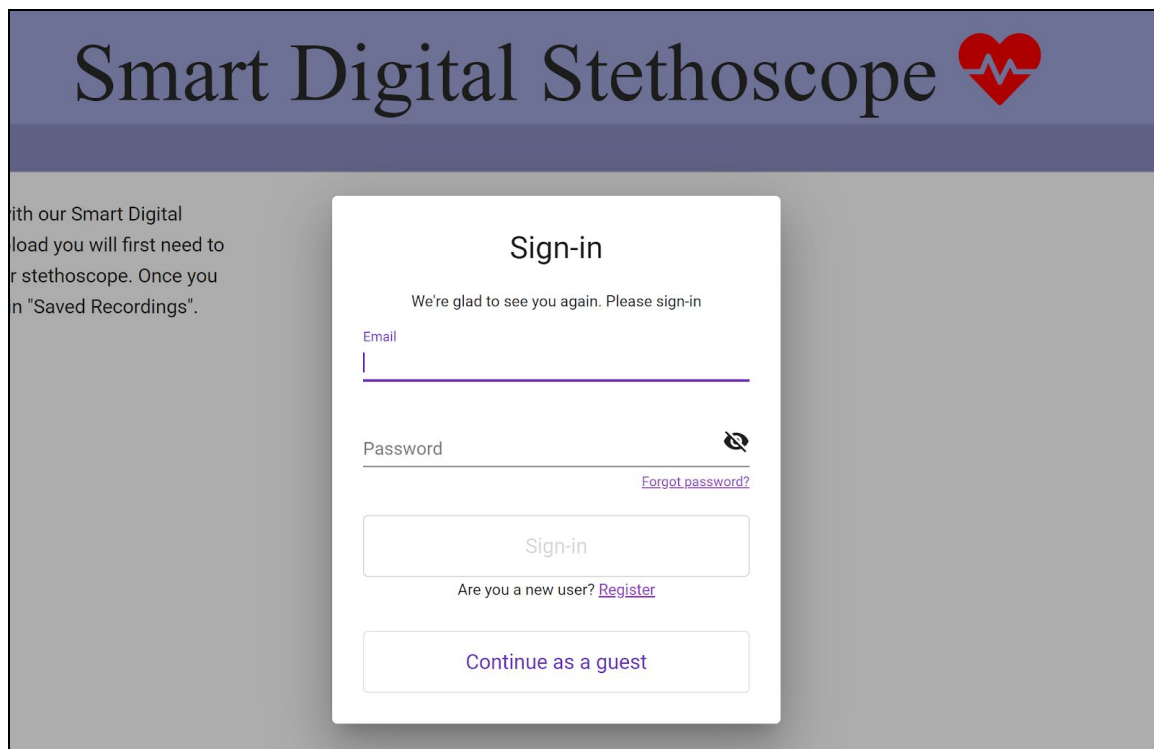 Smart Digital Stethoscope
with our Smart Digital
load you will first need to
r stethoscope. Once you
in "Saved Recordings".
Sign-in
We're glad to see you again. Please sign-in
Email
Password
Forgot password?
Sign-in
Are you a new user? Register
Continue as a guest